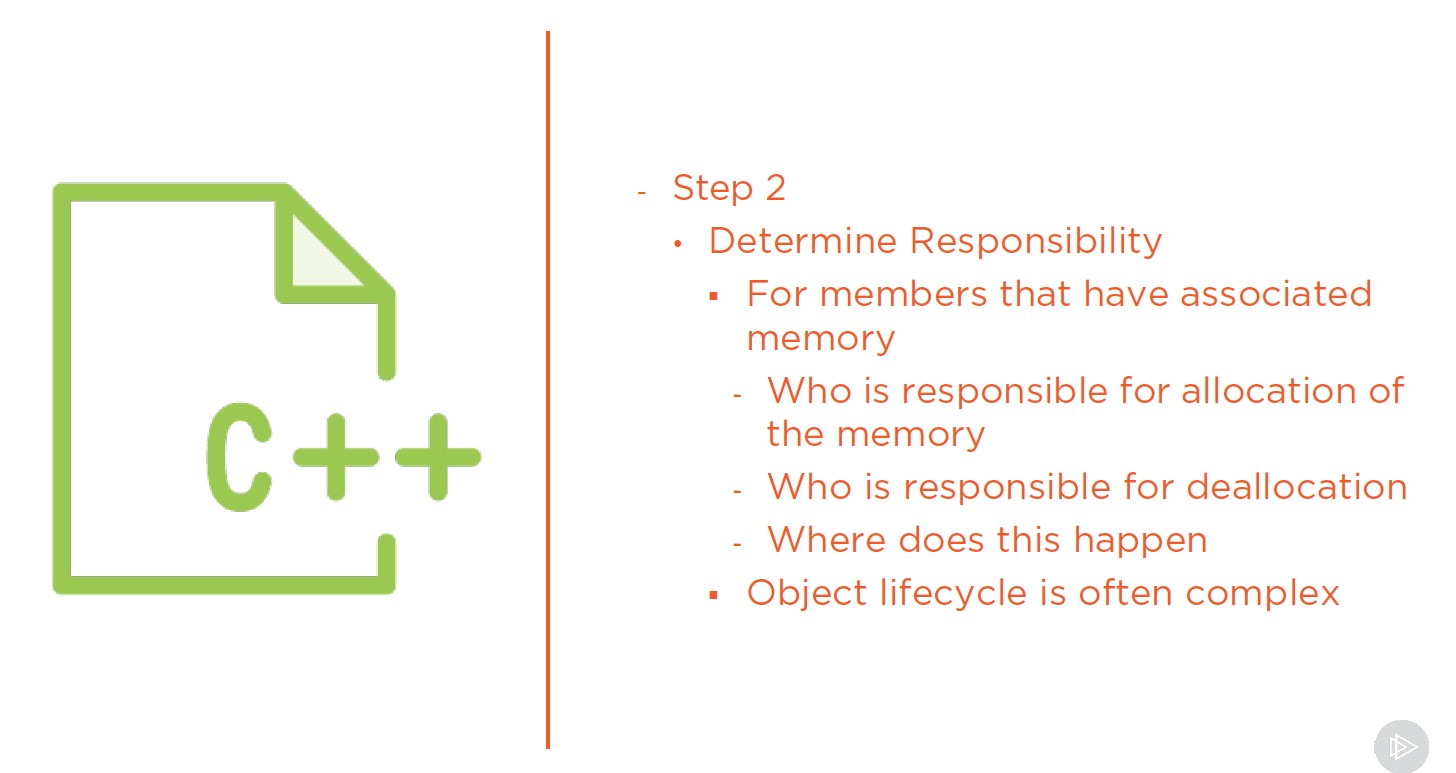 - Step 2
• Determine Responsibility
▪ For members that have associated
memory
- Who is responsible for allocation of
the memory
- Who is responsible for deallocation
- Where does this happen
▪ Object lifecycle is often complex
C++